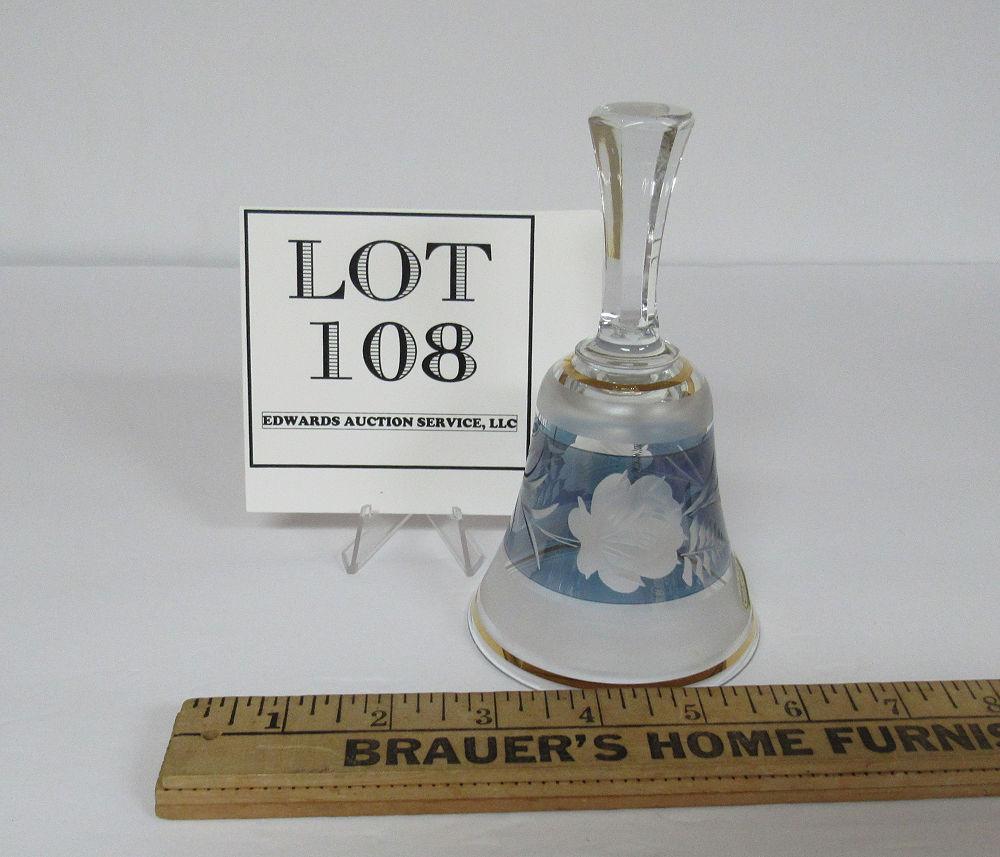 LOT
108
EDWARDS AUCTION SERVICE, LLC
1 2 3 4 5 6 7 8
BRAUER'S HOME FURNIS